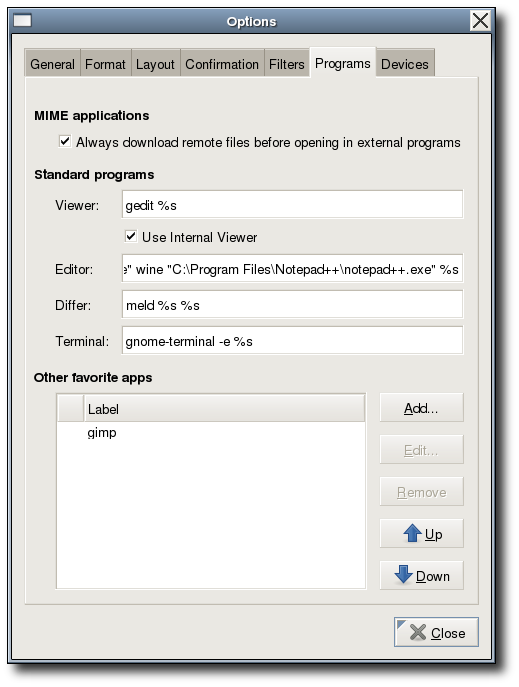 Options
General Format Layout Confirmation Filters Programs Devices
MIME applications
Always download remote files before opening in external programs
Standard programs
Viewer: gedit %s
Use Internal Viewer
Editor: e" wine "C:\Program Files\Notepad++\notepad++.exe" %s
Differ: meld %s %s
Terminal: gnome-terminal -e %s
Other favorite apps
Label
gimp
Add...
Edit...
Remove
Up
Down
Close